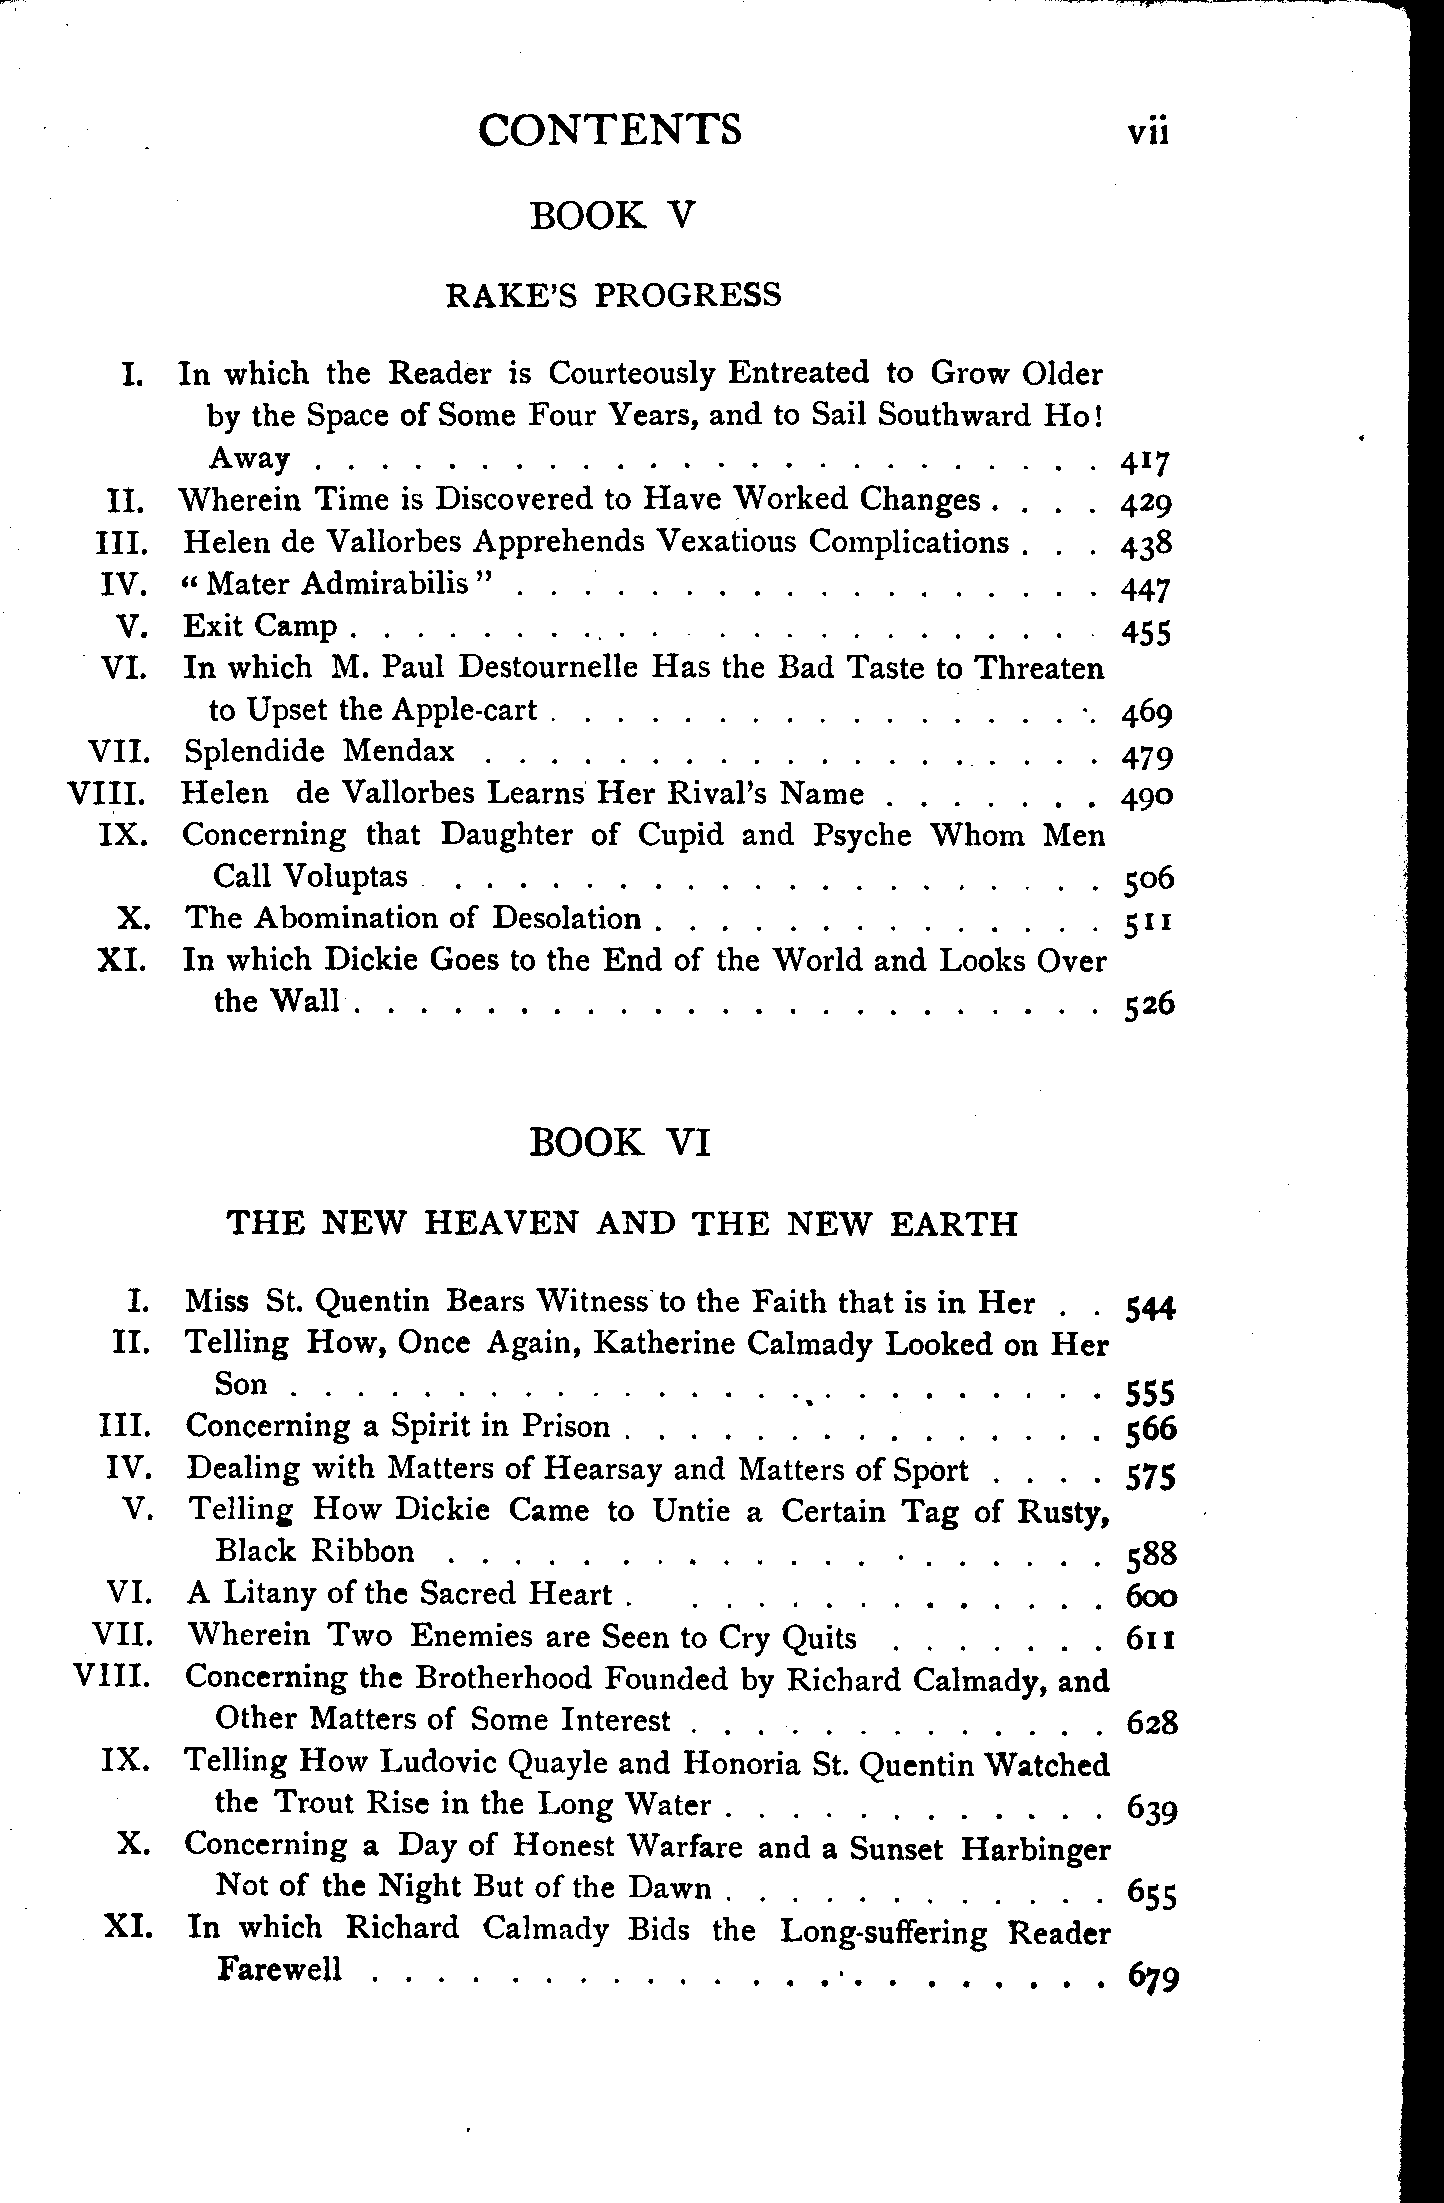 CONTENTS vii
BOOK V
RAKE'S PROGRESS
I. In which the Reader is Courteously Entreated to Grow Older
by the Space of Some Four Years, and to Sail Southward Ho!
Away . . . . . . . . . . . . . . . . . . . . . . . . 417
II. Wherein Time is Discovered to Have Worked Changes . . . . 429
III. Helen de Vallorbes Apprehends Vexatious Complications . . . 438
IV. "Mater Admirabilis" . . . . . . . . . . . . . . . . . . 447
V. Exit Camp . . . . . . . . . . . . . . . . . . . . . . 455
VI. In which M. Paul Destournelle Has the Bad Taste to Threaten
to Upset the Apple-cart . . . . . . . . . . . . . . . . . 469
VII. Splendide Mendax . . . . . . . . . . . . . . . . . . . 479
VIII. Helen de Vallorbes Learns Her Rival's Name . . . . . . . 490
IX. Concerning that Daughter of Cupid and Psyche Whom Men
Call Voluptas . . . . . . . . . . . . . . . . . . . . 506
X. The Abomination of Desolation . . . . . . . . . . . . . . 511
XI. In which Dickie Goes to the End of the World and Looks Over
the Wall . . . . . . . . . . . . . . . . . . . . . . . 526
BOOK VI
THE NEW HEAVEN AND THE NEW EARTH
I. Miss St. Quentin Bears Witness to the Faith that is in Her . . 544
II. Telling How, Once Again, Katherine Calmady Looked on Her
Son . . . . . . . . . . . . . . . . . . . . . . . . . 555
III. Concerning a Spirit in Prison . . . . . . . . . . . . . . . 566
IV. Dealing with Matters of Hearsay and Matters of Sport . . . . 575
V. Telling How Dickie Came to Untie a Certain Tag of Rusty,
Black Ribbon . . . . . . . . . . . . . . . . . . . . 588
VI. A Litany of the Sacred Heart . . . . . . . . . . . . . . 600
VII. Wherein Two Enemies are Seen to Cry Quits . . . . . . . 611
VIII. Concerning the Brotherhood Founded by Richard Calmady, and
Other Matters of Some Interest . . . . . . . . . . . . . 628
IX. Telling How Ludovic Quayle and Honoria St. Quentin Watched
the Trout Rise in the Long Water . . . . . . . . . . . . 639
X. Concerning a Day of Honest Warfare and a Sunset Harbinger
Not of the Night But of the Dawn . . . . . . . . . . . . 655
XI. In which Richard Calmady Bids the Long-suffering Reader
Farewell . . . . . . . . . . . . . . . . . . . . . . . 679